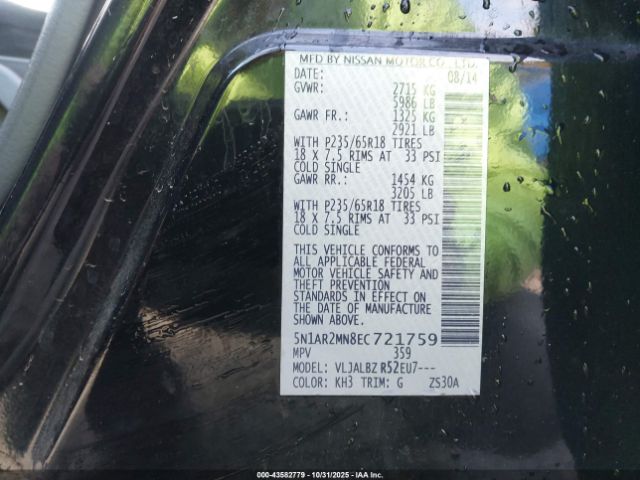 MFD BY NISSAN MOTOR CO., LTD.
DATE: 08/14
GVWR: 2715 KG
5986 LB
GAWR FR.: 1325 KG
2921 LB
WITH P235/65R18 TIRES
18 X 7.5 RIMS AT 33 PSI
COLD SINGLE
GAWR RR.: 1454 KG
3205 LB
WITH P235/65R18 TIRES
18 X 7.5 RIMS AT 33 PSI
COLD SINGLE
THIS VEHICLE CONFORMS TO
ALL APPLICABLE FEDERAL
MOTOR VEHICLE SAFETY AND
THEFT PREVENTION
STANDARDS IN EFFECT ON
THE DATE OF MANUFACTURE
SHOWN ABOVE.
5N1AR2MN8EC721759
MPV 359
MODEL: VLJALBZ R52EU7---
COLOR: KH3 TRIM: G ZS30A
000-43582779 - 10/31/2025 - IAA Inc.